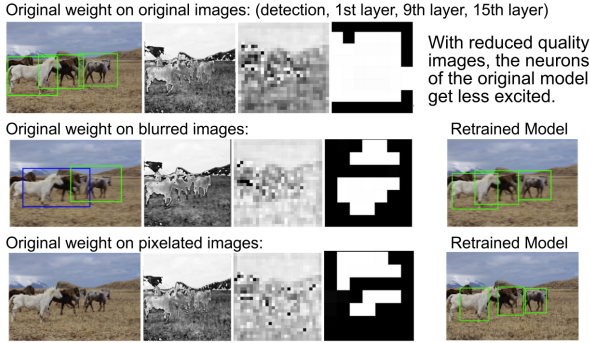 Original weight on original images: (detection, 1st layer, 9th layer, 15th layer)
With reduced quality
images, the neurons
of the original model
get less excited.
Original weight on blurred images:
Retrained Model
Original weight on pixelated images:
Retrained Model